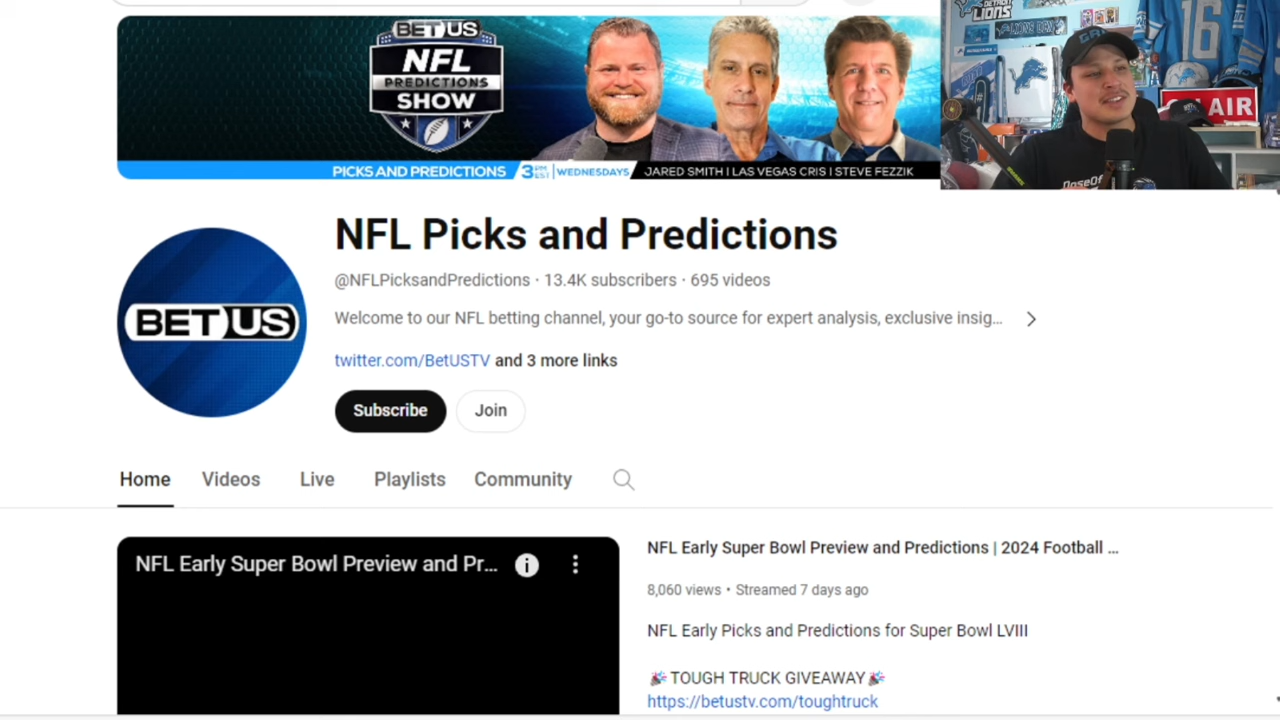 BETUS
NFL
PREDICTIONS
SHOW
PICKS AND PREDICTIONS
3 PM EST
WEDNESDAYS
JARED SMITH | LAS VEGAS CRIS | STEVE FEZZIK
LIONS
16
AIR
BETUS
NFL Picks and Predictions
@NFLPicksandPredictions · 13.4K subscribers · 695 videos
Welcome to our NFL betting channel, your go-to source for expert analysis, exclusive insig...
twitter.com/BetUSTV and 3 more links
Subscribe
Join
Home
Videos
Live
Playlists
Community
NFL Early Super Bowl Preview and Pr...
NFL Early Super Bowl Preview and Predictions | 2024 Football ...
8,060 views • Streamed 7 days ago
NFL Early Picks and Predictions for Super Bowl LVIII
🎉 TOUGH TRUCK GIVEAWAY 🎉
https://betustv.com/toughtruck